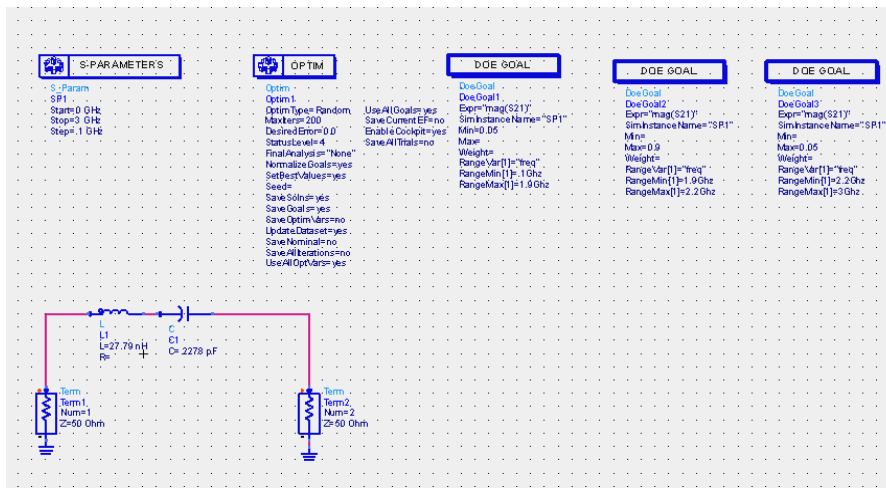 S-PARAMETERS
S_Param
SP1
Start=0 GHz
Stop=3 GHz
Step=.1 GHz
OPTIM
Optim
Optim1
OptimType=Random
MaxIters=200
DesiredError=0.0
StatusLevel=4
FinalAnalysis="None"
NormalizeGoals=yes
SetBestValues=yes
Seed=
SaveSolns=yes
SaveGoals=yes
SaveOptimVars=no
UpdateDataset=yes
SaveNominal=no
SaveAllIterations=no
UseAllOptVars=yes
UseAllGoals=yes
SaveCurrentEF=no
EnableCockpit=yes
SaveAllTrials=no
DOE GOAL
DoeGoal
DoeGoal1
Expr="mag(S21)"
SimInstanceName="SP1"
Min=0.05
Max=
Weight=
RangeVar[1]="freq"
RangeMin[1]=.1Ghz
RangeMax[1]=1.9Ghz
DOE GOAL
DoeGoal
DoeGoal2
Expr="mag(S21)"
SimInstanceName="SP1"
Min=
Max=0.9
Weight=
RangeVar[1]="freq"
RangeMin[1]=1.9Ghz
RangeMax[1]=2.2Ghz
DOE GOAL
DoeGoal
DoeGoal3
Expr="mag(S21)"
SimInstanceName="SP1"
Min=
Max=0.05
Weight=
RangeVar[1]="freq"
RangeMin[1]=2.2Ghz
RangeMax[1]=3Ghz
L
L1
L=27.79 nH
R=
C
C1
C=.2278 pF
Term
Term1
Num=1
Z=50 Ohm
Term
Term2
Num=2
Z=50 Ohm